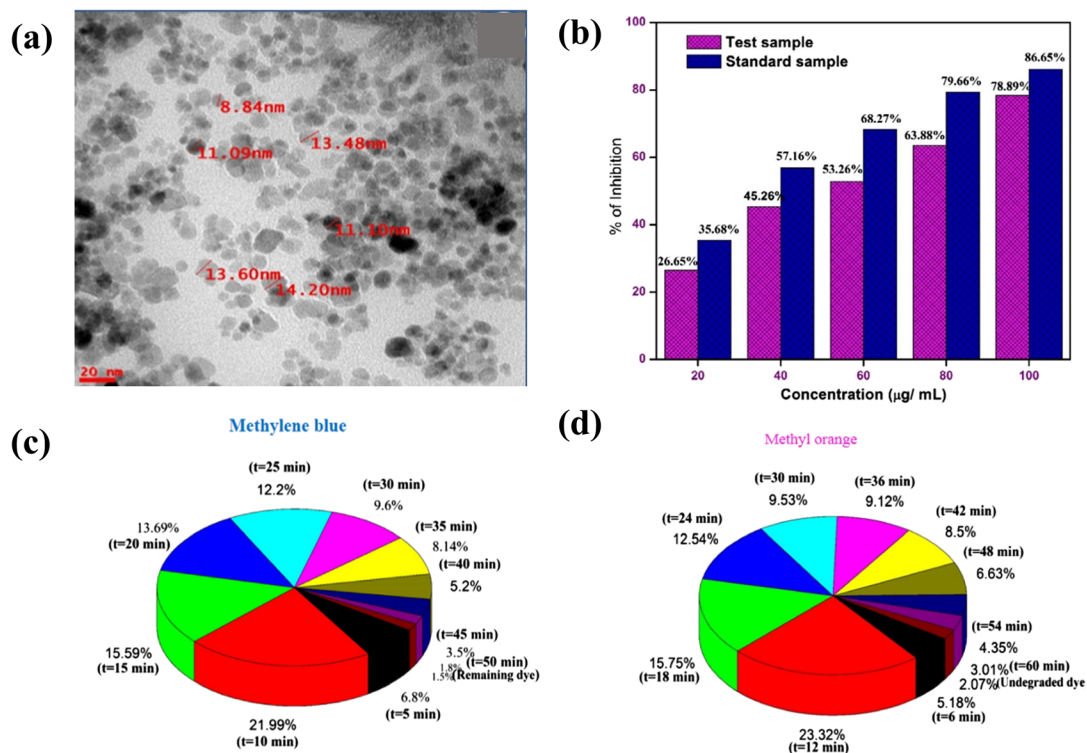 (a)
8.84nm
13.48nm
11.09nm
11.10nm
13.60nm
14.20nm
20 nm
(b)
100
80
60
40
20
0
% of Inhibition
Test sample
Standard sample
26.65%
35.68%
45.26%
57.16%
53.26%
68.27%
63.88%
79.66%
78.89%
86.65%
20
40
60
80
100
Concentration (μg/ mL)
(c)
Methylene blue
(t=25 min)
12.2%
(t=30 min)
9.6%
(t=35 min)
8.14%
(t=40 min)
5.2%
(t=45 min)
3.5%
1.8% (t=50 min)
1.5% (Remaining dye)
6.8%
(t=5 min)
21.99%
(t=10 min)
15.59%
(t=15 min)
13.69%
(t=20 min)
(d)
Methyl orange
(t=30 min)
9.53%
(t=36 min)
9.12%
(t=42 min)
8.5%
(t=48 min)
6.63%
(t=54 min)
4.35%
3.01% (t=60 min)
2.07% (Undegraded dye
5.18%
(t=6 min)
23.32%
(t=12 min)
15.75%
(t=18 min)
(t=24 min)
12.54%